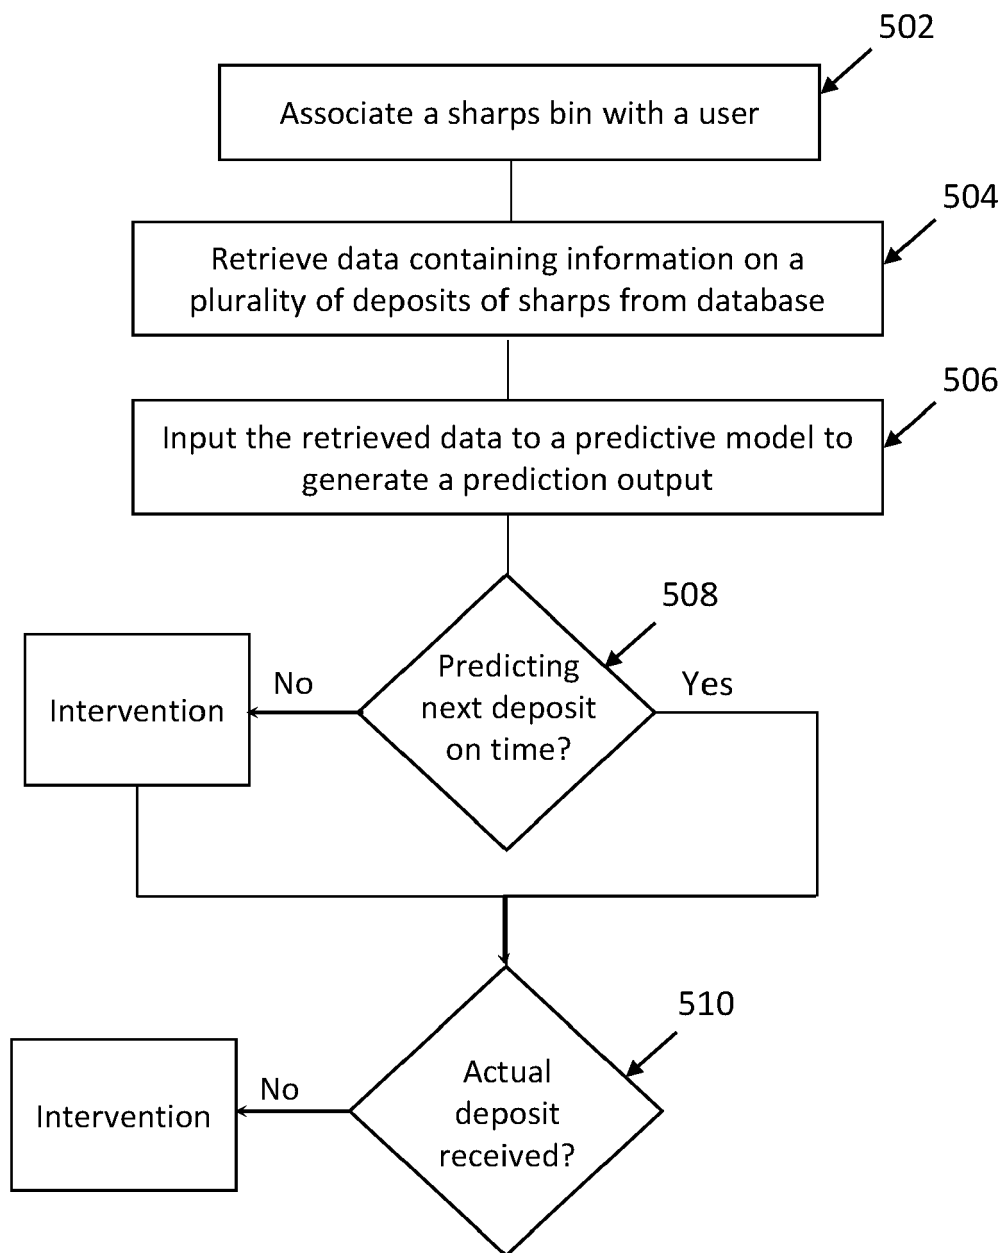 502
Associate a sharps bin with a user
504
Retrieve data containing information on a
plurality of deposits of sharps from database
506
Input the retrieved data to a predictive model to
generate a prediction output
508
Predicting
next deposit
on time?
No
Yes
Intervention
510
Actual
deposit
received?
No
Intervention